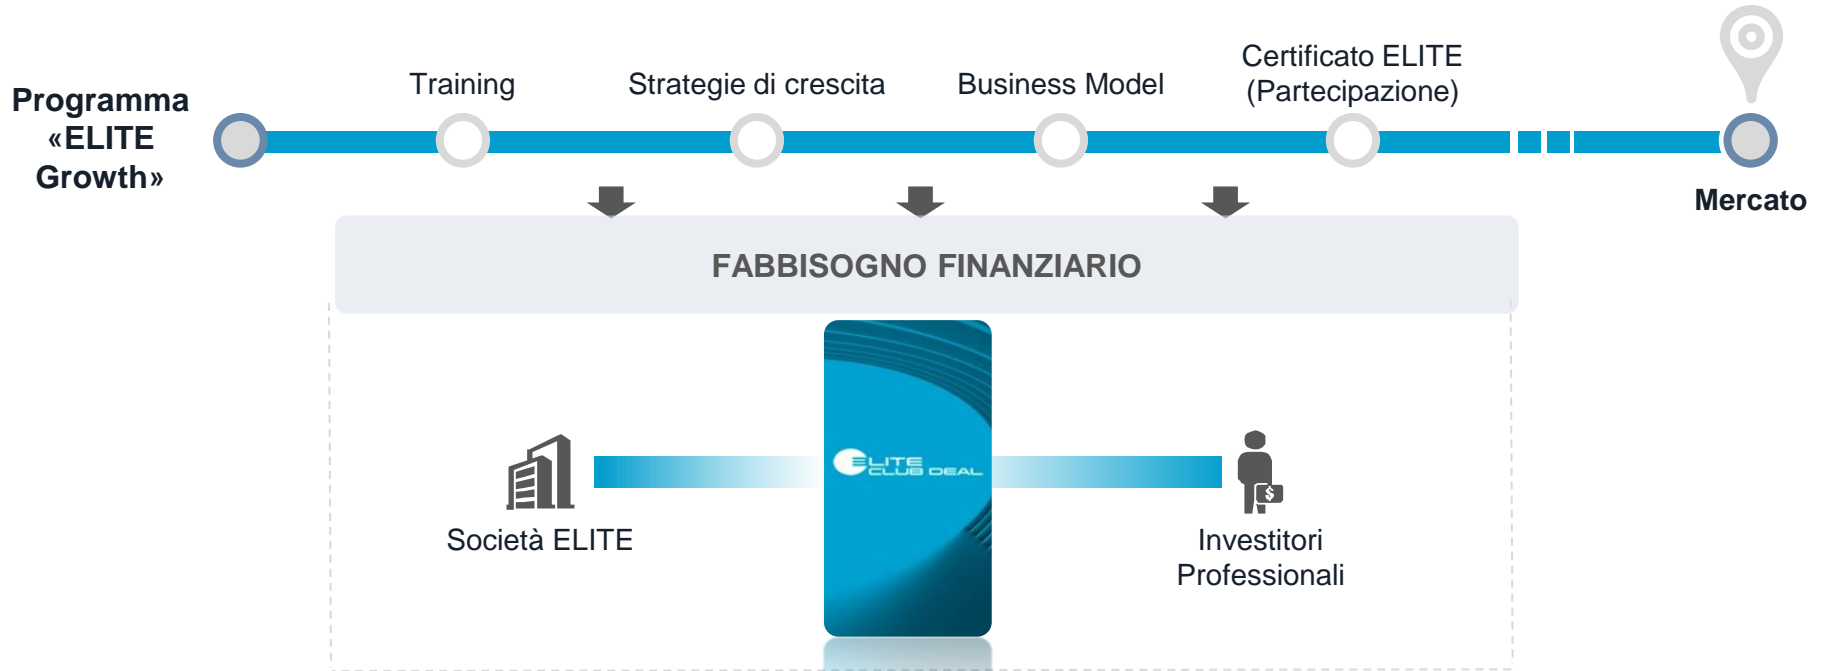 Programma
«ELITE
Growth»
Training
Strategie di crescita
Business Model
Certificato ELITE
(Partecipazione)
Mercato
FABBISOGNO FINANZIARIO
ELITE
CLUB DEAL
Società ELITE
$
Investitori
Professionali